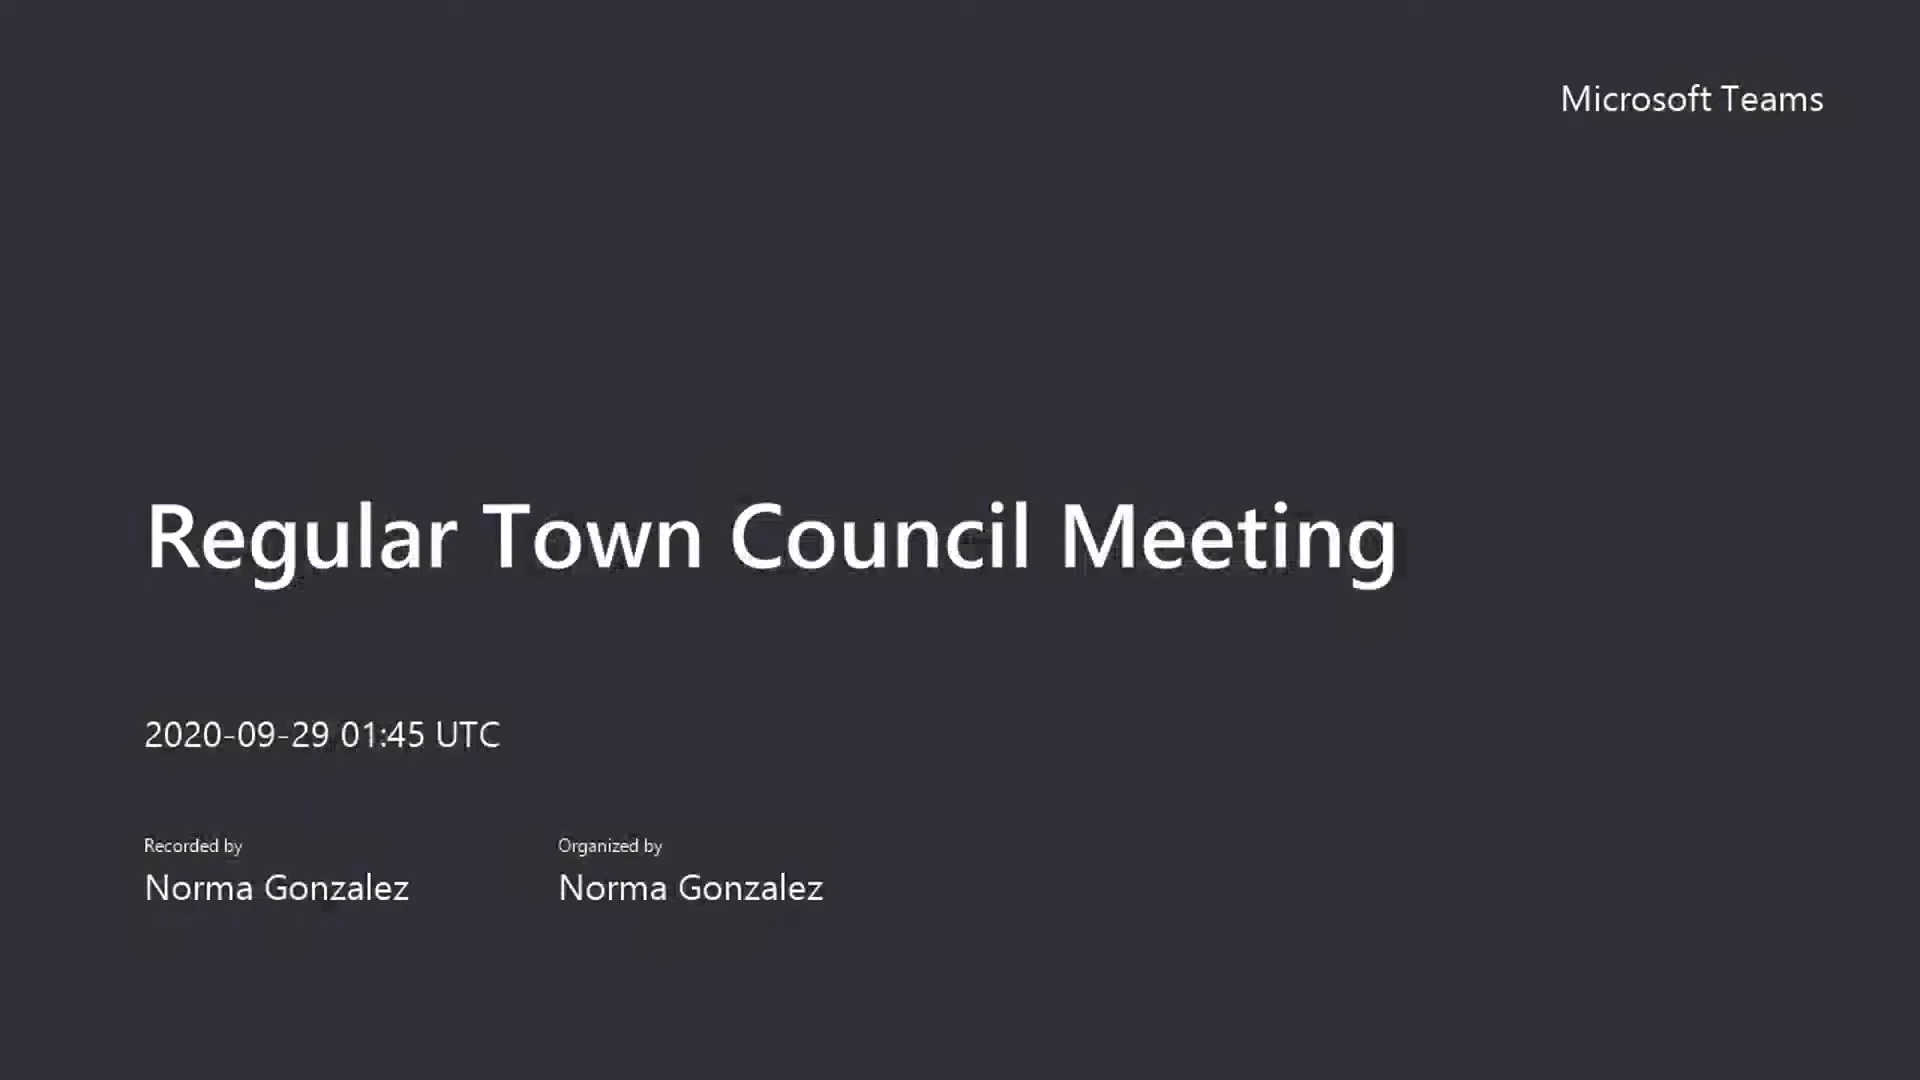 Microsoft Teams
Regular Town Council Meeting
2020-09-29 01:45 UTC
Recorded by
Norma Gonzalez
Organized by
Norma Gonzalez